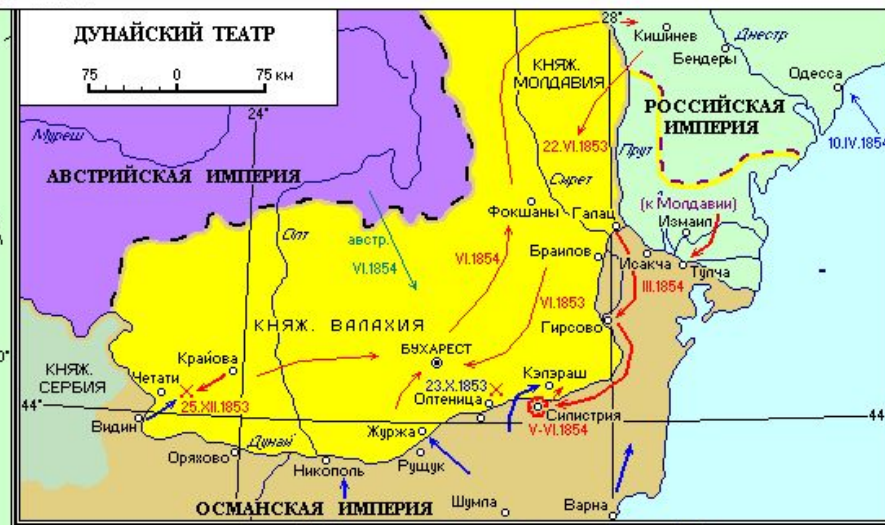 ДУНАЙСКИЙ ТЕАТР
75 0 75 км
28°
Кишинев
Днестр
Бендеры
Одесса
КНЯЖ.
МОЛДАВИЯ
24°
РОССИЙСКАЯ
ИМПЕРИЯ
Муреш
22.VI.1853
Прут
10.IV.1854
АВСТРИЙСКАЯ ИМПЕРИЯ
Сирет
(к Молдавии)
Фокшаны
Галац
Измаил
Олт
австр.
VI.1854
VI.1854
Браилов
Исакча
Тулча
VI.1853
III.1854
КНЯЖ. ВАЛАХИЯ
Гирсово
КНЯЖ.
СЕРБИЯ
Крайова
БУХАРЕСТ
Четати
23.X.1853
Кэлэраш
Олтеница
44°
25.XII.1853
Силистрия
44°
Видин
Журжа
V-VI.1854
Дунай
Оряхово
Никополь
Рущук
ОСМАНСКАЯ ИМПЕРИЯ
Шумла
Варна